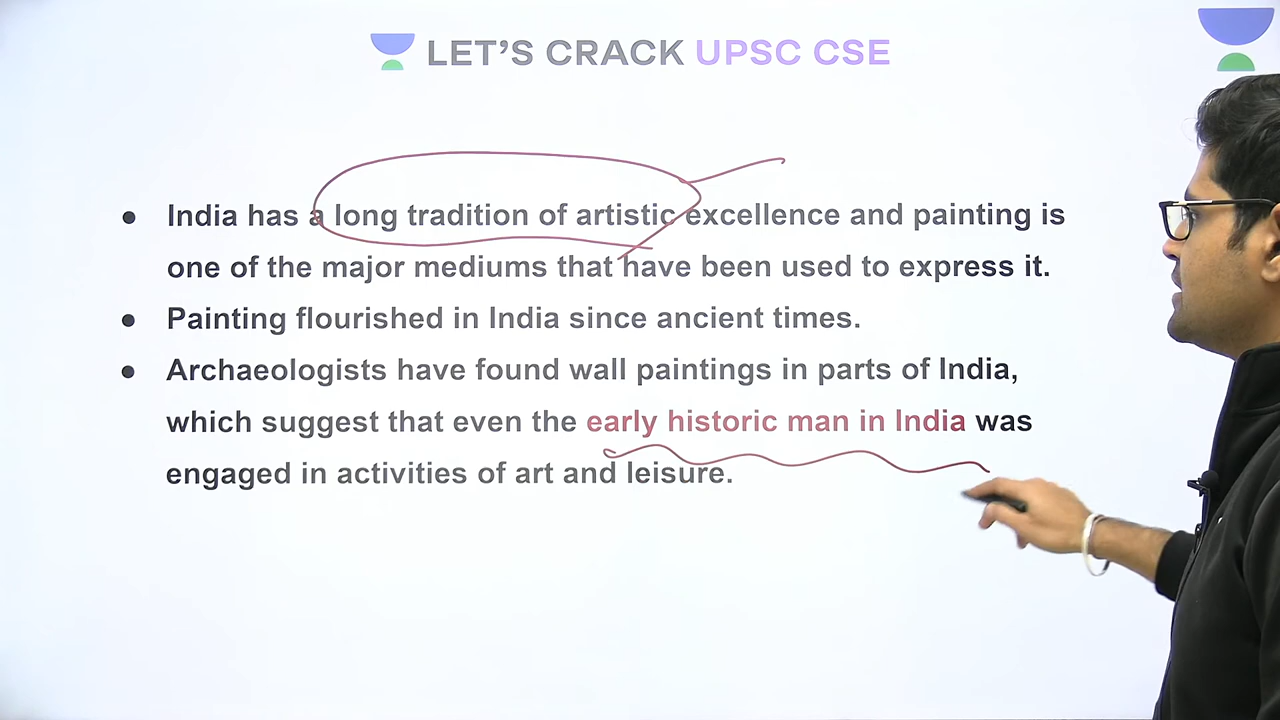 LET'S CRACK UPSC CSE
● India has a long tradition of artistic excellence and painting is
one of the major mediums that have been used to express it.
● Painting flourished in India since ancient times.
● Archaeologists have found wall paintings in parts of India,
which suggest that even the early historic man in India was
engaged in activities of art and leisure.